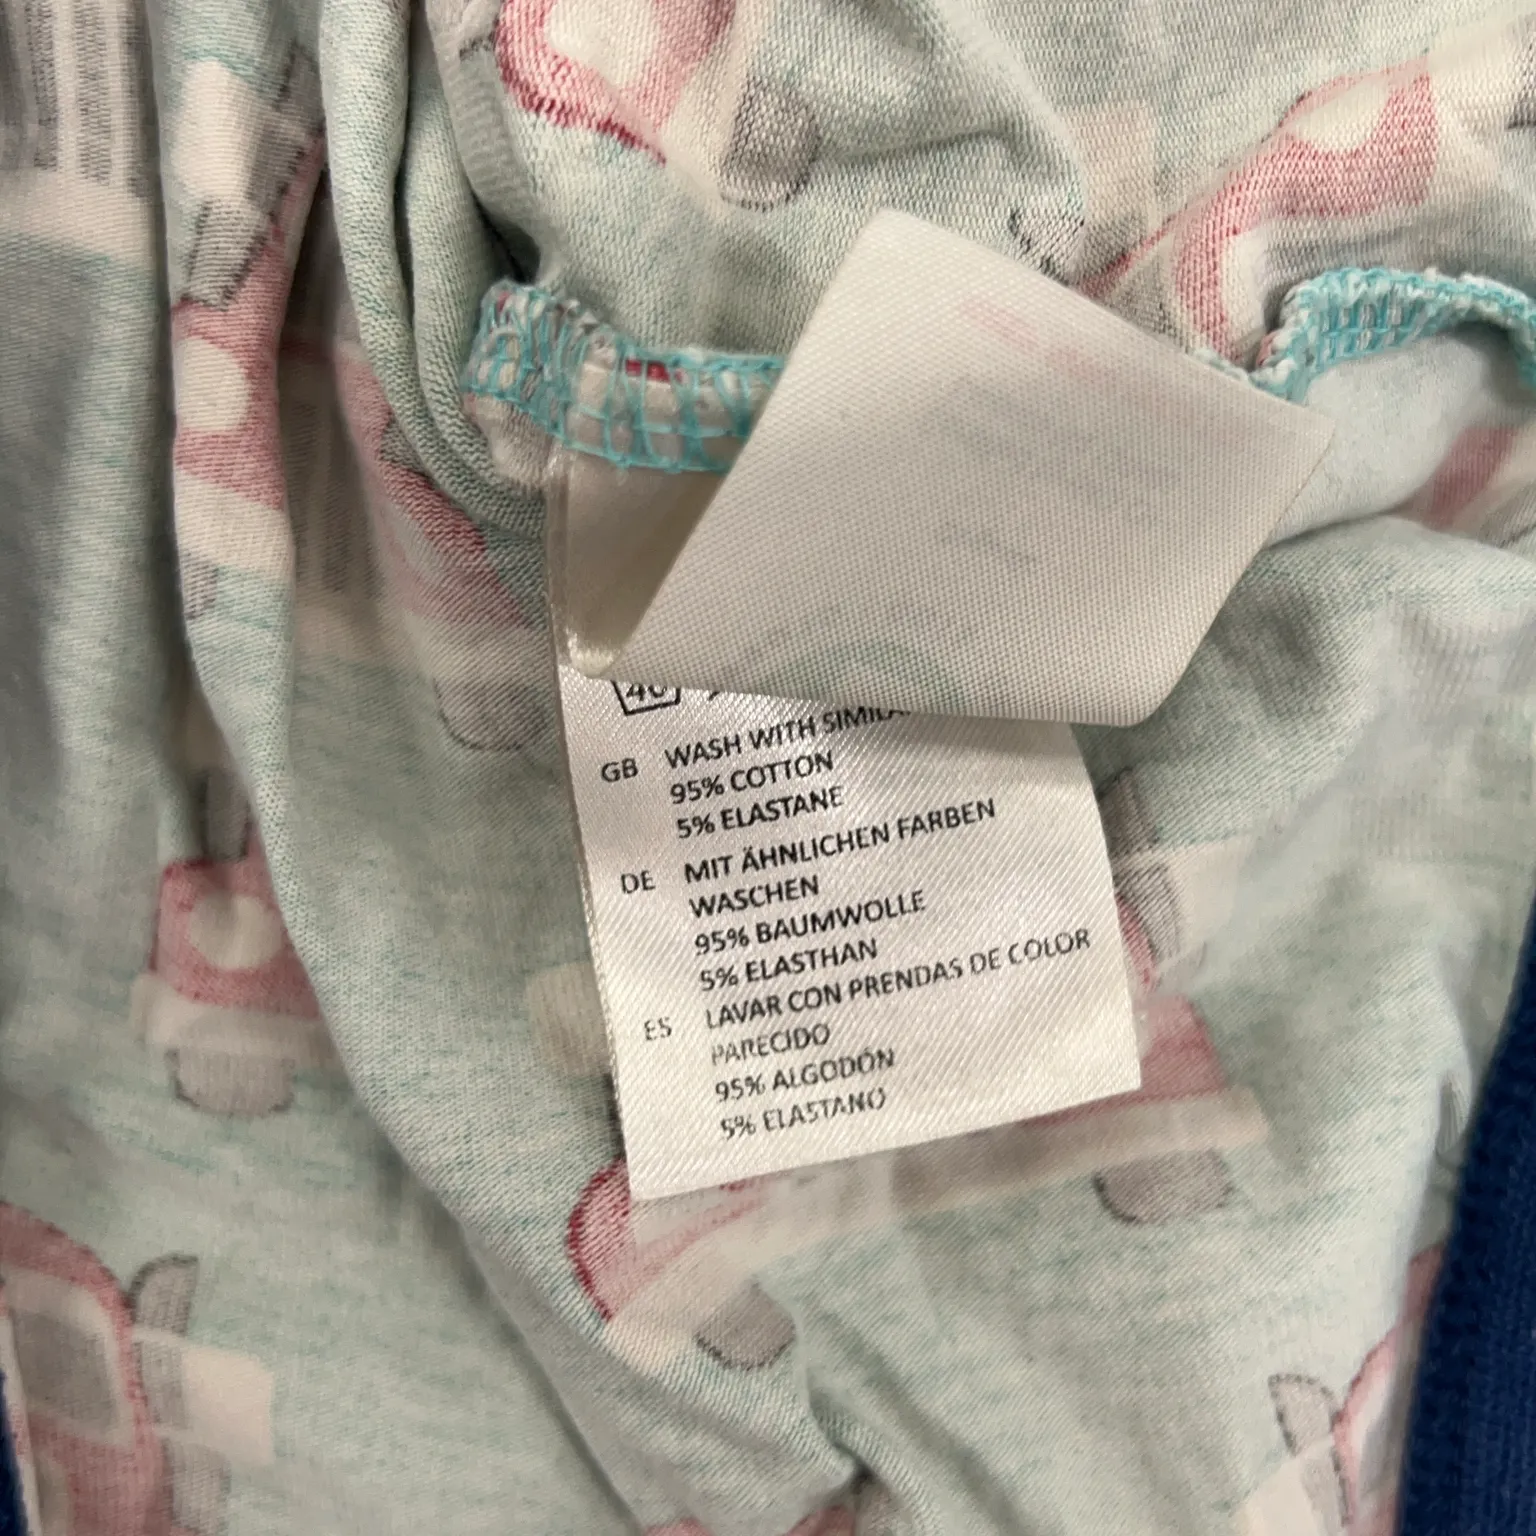 40
GB WASH WITH
95% COTTON
5% ELASTANE
DE MIT ÄHNLICHEN FARBEN
WASCHEN
95% BAUMWOLLE
5% ELASTHAN
ES LAVAR CON PRENDAS DE COLOR
PARECIDO
95% ALGODÓN
5% ELASTANO